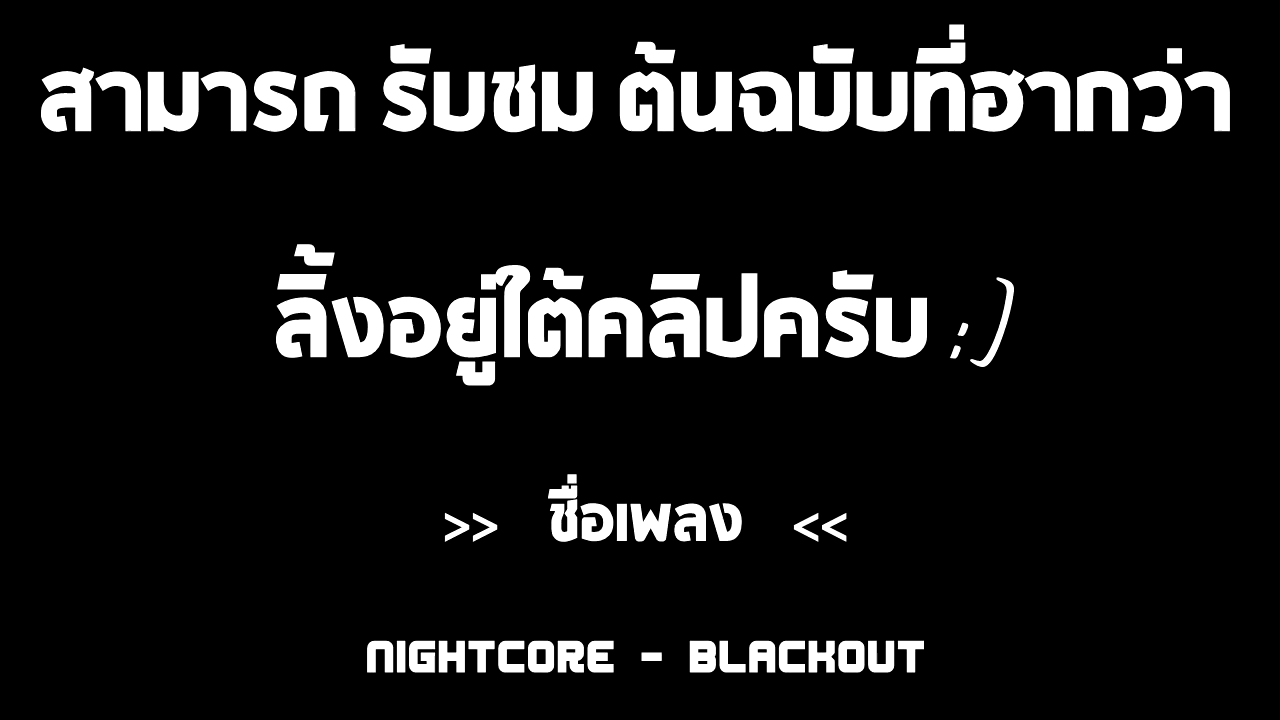 สามารถ รับชม ต้นฉบับที่ฮากว่า
ลิ้งอยู่ใต้คลิปครับ ;)
>> ชื่อเพลง <<
NIGHTCORE - BLACKOUT